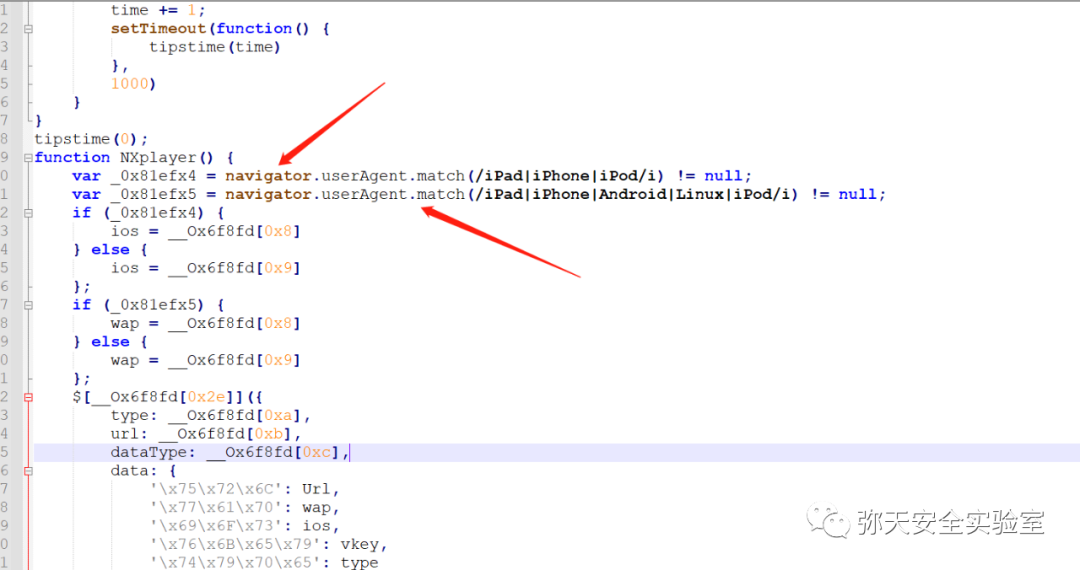 1 time += 1;
2 setTimeout(function() {
3 tipstime(time)
4 },
5 1000)
6 }
7 }
8 tipstime(0);
9 function NXplayer() {
0 var _0x81efx4 = navigator.userAgent.match(/iPad|iPhone|iPod/i) != null;
1 var _0x81efx5 = navigator.userAgent.match(/iPad|iPhone|Android|Linux|iPod/i) != null;
2 if (_0x81efx4) {
3 ios = __Ox6f8fd[0x8]
4 } else {
5 ios = __Ox6f8fd[0x9]
6 };
7 if (_0x81efx5) {
8 wap = __Ox6f8fd[0x8]
9 } else {
0 wap = __Ox6f8fd[0x9]
1 };
2 $[__Ox6f8fd[0x2e]]({
3 type: __Ox6f8fd[0xa],
4 url: __Ox6f8fd[0xb],
5 dataType: __Ox6f8fd[0xc],
6 data: {
7 '\x75\x72\x6C': Url,
8 '\x77\x61\x70': wap,
9 '\x69\x6F\x73': ios,
0 '\x76\x6B\x65\x79': vkey,
1 '\x74\x79\x70\x65': type
弥天安全实验室